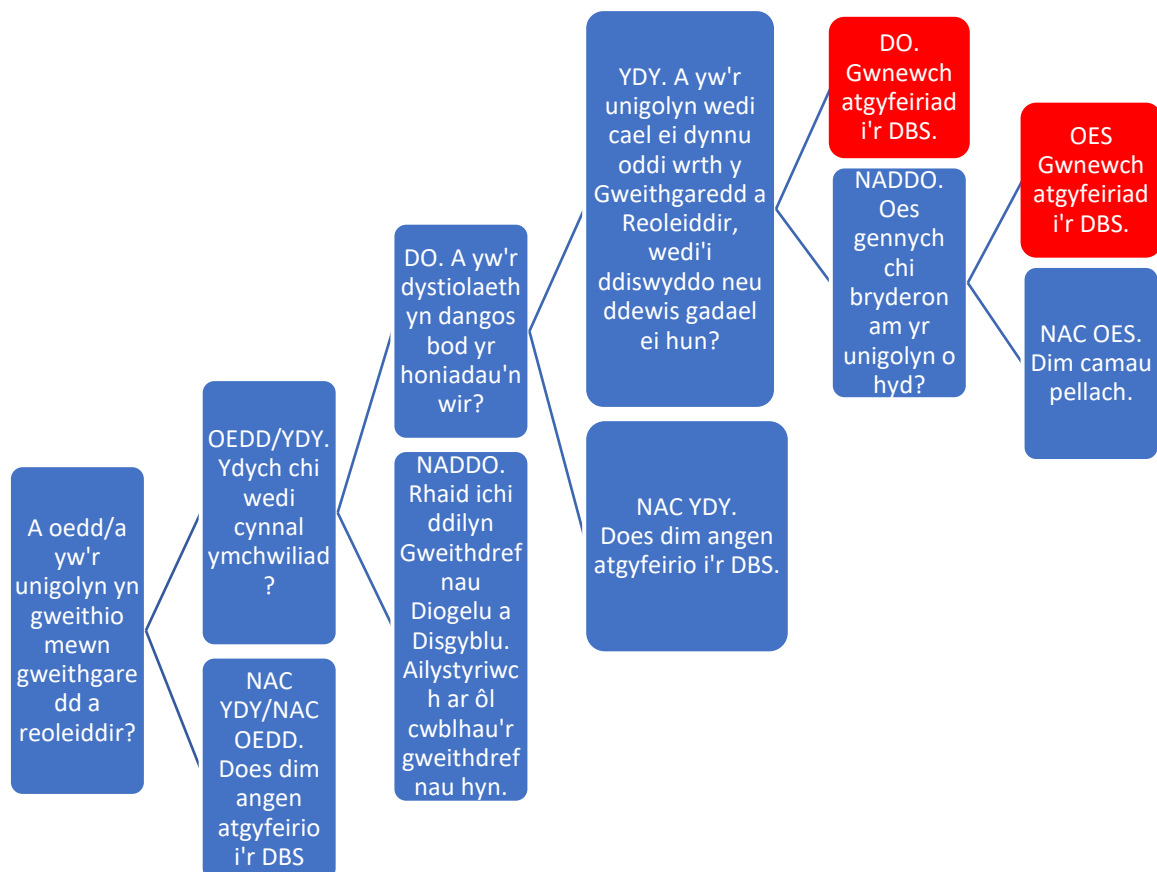 A oedd/a
yw'r
unigolyn yn
gweithio
mewn
gweithgare
dd a
reoleiddir?
OEDD/YDY.
Ydych chi
wedi
cynnal
ymchwiliad
?
NAC
YDY/NAC
OEDD.
Does dim
angen
atgyfeirio
i'r DBS
DO. A yw'r
dystiolaeth
yn dangos
bod yr
honiadau'n
wir?
NADDO.
Rhaid ichi
ddilyn
Gweithdref
nau
Diogelu a
Disgyblu.
Ailystyriwc
h ar ôl
cwblhau'r
gweithdref
nau hyn.
YDY. A yw'r
unigolyn wedi
cael ei dynnu
oddi wrth y
Gweithgaredd a
Reoleiddir,
wedi'i
ddiswyddo neu
ddewis gadael
ei hun?
NAC YDY.
Does dim angen
atgyfeirio i'r DBS.
DO.
Gwnewch
atgyfeiriad
i'r DBS.
NADDO.
Oes
gennych
chi
bryderon
am yr
unigolyn o
hyd?
OES
Gwnewch
atgyfeiriad
i'r DBS.
NAC OES.
Dim camau
pellach.